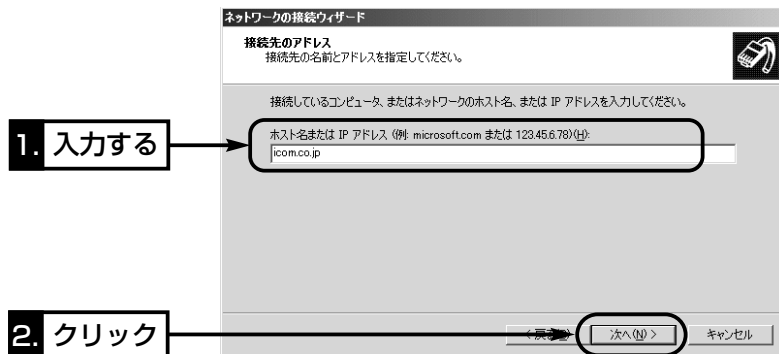 ネットワークの接続ウィザード
接続先のアドレス
接続先の名前とアドレスを指定してください。
接続しているコンピュータ、またはネットワークのホスト名、または IP アドレスを入力してください。
1. 入力する
ホスト名または IP アドレス (例: microsoft.com または 123.45.6.78)(H):
icom.co.jp
2. クリック
次へ(N) >
キャンセル